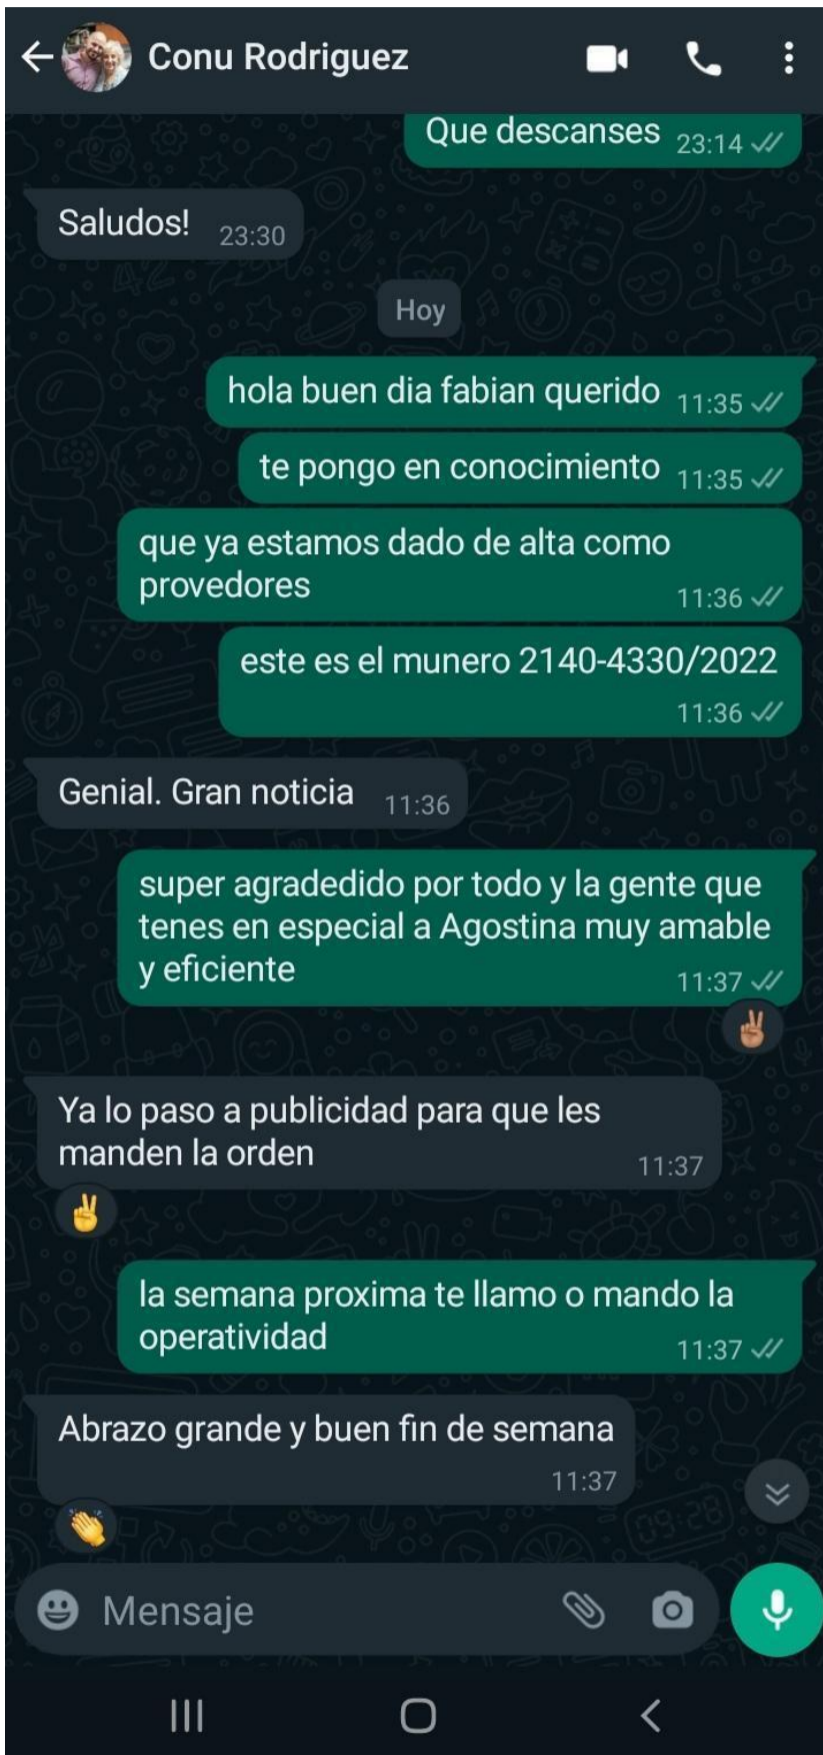 Conu Rodriguez
Que descanses 23:14
Saludos! 23:30
Hoy
hola buen dia fabian querido 11:35
te pongo en conocimiento 11:35
que ya estamos dado de alta como
provedores 11:36
este es el munero 2140-4330/2022
11:36
Genial. Gran noticia 11:36
super agradedido por todo y la gente que
tenes en especial a Agostina muy amable
y eficiente 11:37
Ya lo paso a publicidad para que les
manden la orden 11:37
la semana proxima te llamo o mando la
operatividad 11:37
Abrazo grande y buen fin de semana
11:37
09:28
Mensaje